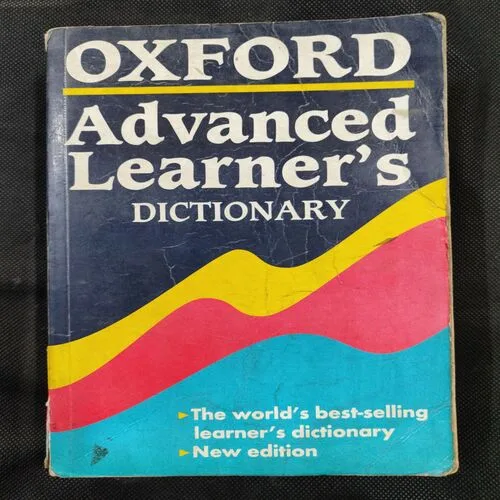 OXFORD
Advanced
Learner's
DICTIONARY
▸The world's best-selling
learner's dictionary
▸New edition